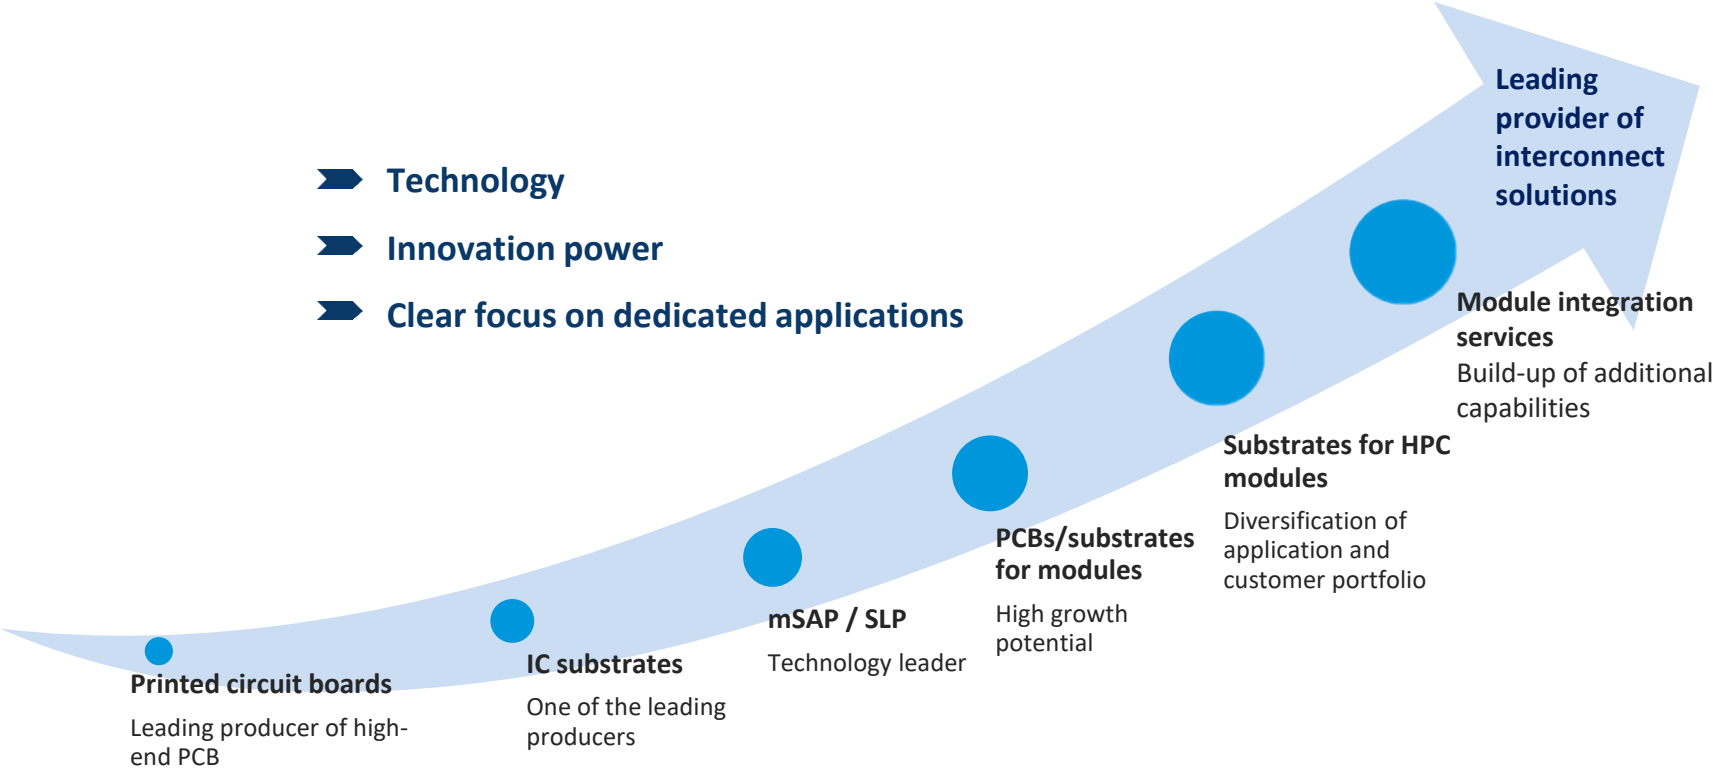 Technology
Innovation power
Clear focus on dedicated applications
Leading
provider of
interconnect
solutions
Printed circuit boards
Leading producer of high-
end PCB
IC substrates
One of the leading
producers
mSAP / SLP
Technology leader
PCBs/substrates
for modules
High growth
potential
Substrates for HPC
modules
Diversification of
application and
customer portfolio
Module integration
services
Build-up of additional
capabilities